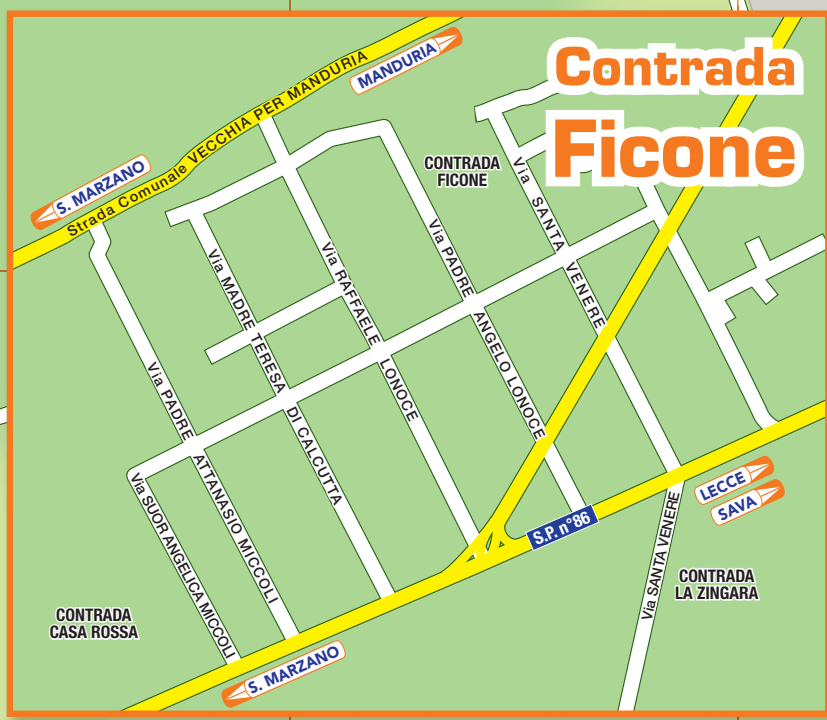 Contrada
Ficone
MANDURIA
Strada Comunale VECCHIA PER MANDURIA
S. MARZANO
CONTRADA
FICONE
Via SANTA VENERE
Via PADRE ANGELO LONOCE
Via RAFFAELE LONOCE
Via MADRE TERESA DI CALCUTTA
Via PADRE ATTANASIO MICCOLI
Via SUOR ANGELICA MICCOLI
LECCE
SAVA
S.P. n°86
Via SANTA VENERE
CONTRADA
LA ZINGARA
CONTRADA
CASA ROSSA
S. MARZANO